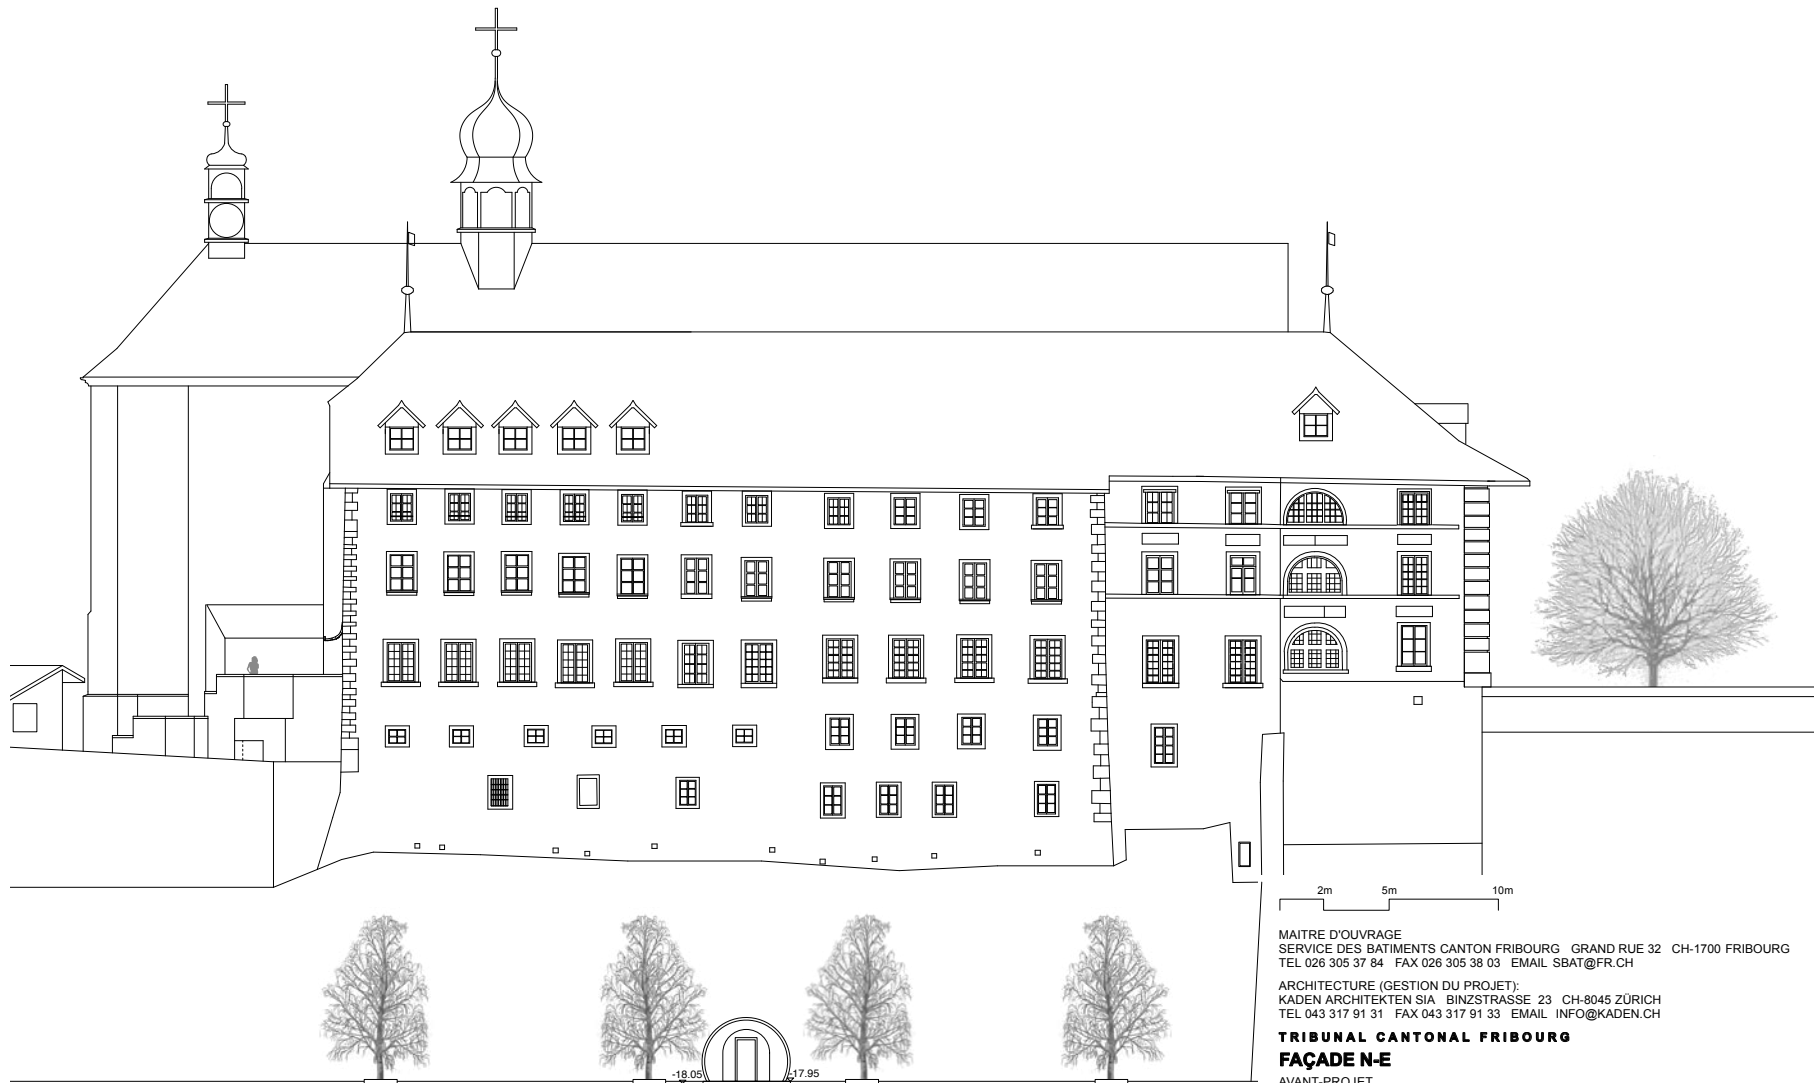 2m 5m 10m
MAITRE D'OUVRAGE
SERVICE DES BATIMENTS CANTON FRIBOURG GRAND RUE 32 CH-1700 FRIBOURG
TEL 026 305 37 84 FAX 026 305 38 03 EMAIL SBAT@FR.CH
ARCHITECTURE (GESTION DU PROJET):
KADEN ARCHITEKTEN SIA BINZSTRASSE 23 CH-8045 ZÜRICH
TEL 043 317 91 31 FAX 043 317 91 33 EMAIL INFO@KADEN.CH
TRIBUNAL CANTONAL FRIBOURG
FAÇADE N-E
-18.05 -17.95
AVANT-PROJET